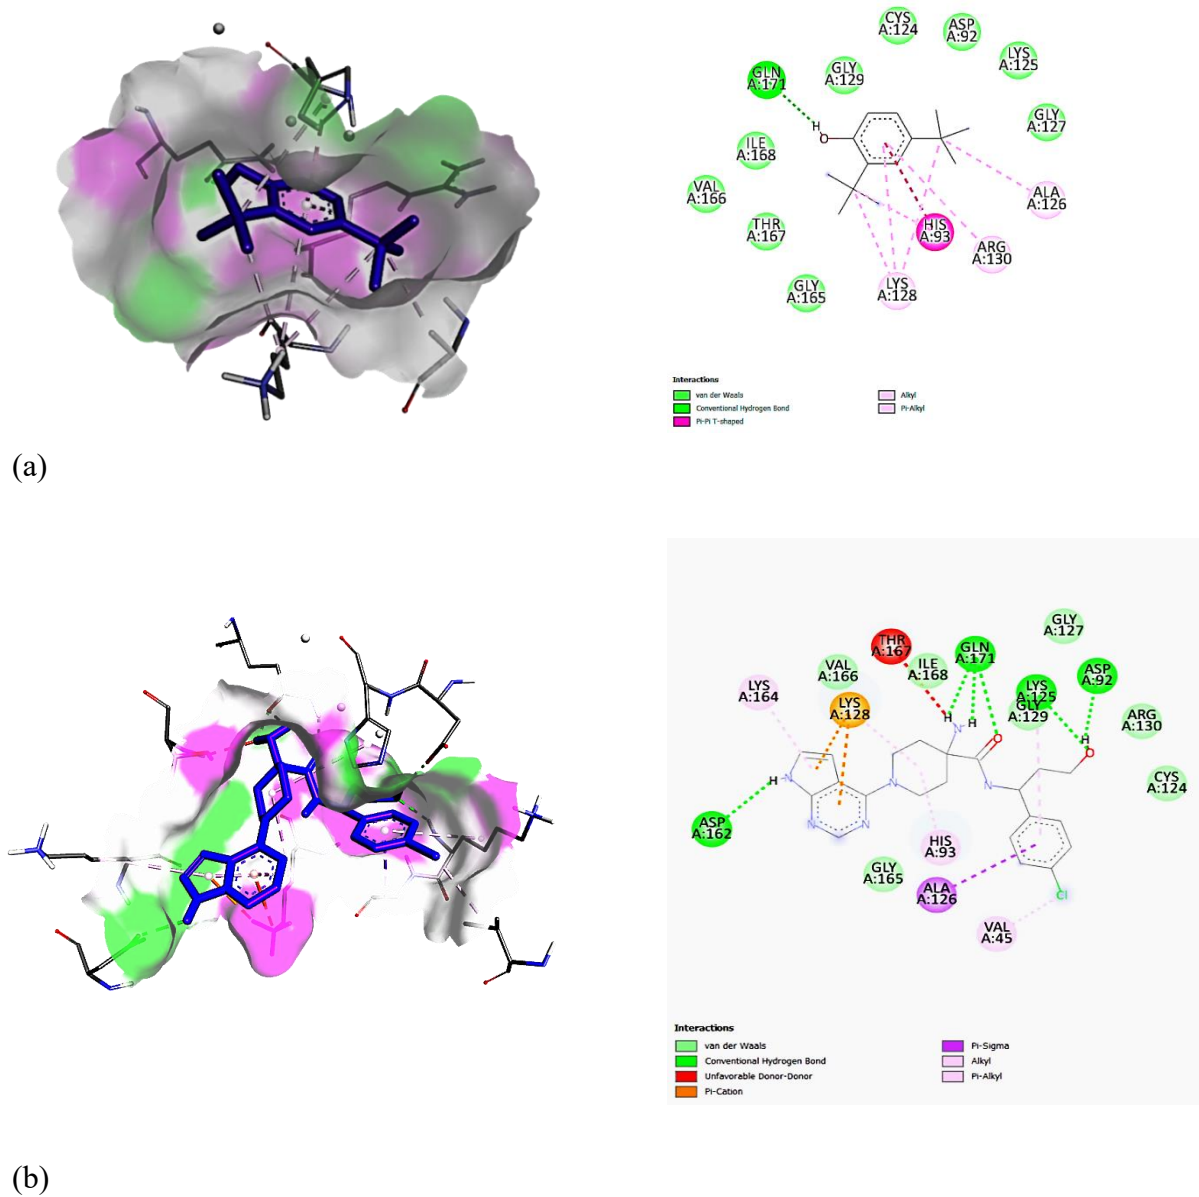 CYS
A:124
ASP
A:92
LYS
A:125
GLN
A:171
GLY
A:129
GLY
A:127
H
O
ILE
A:168
VAL
A:166
ALA
A:126
THR
A:167
HIS
A:93
ARG
A:130
GLY
A:165
LYS
A:128
Interactions
van der Waals
Conventional Hydrogen Bond
Pi-Pi T-shaped
Alkyl
Pi-Alkyl
(a)
GLY
A:127
THR
A:167
GLN
A:171
VAL
A:166
ILE
A:168
ASP
A:92
LYS
A:164
LYS
A:125
LYS
A:128
GLY
A:129
ARG
A:130
H
H
N
O
H
O
H
N
N
N
CYS
A:124
N
N
ASP
A:162
HIS
A:93
GLY
A:165
ALA
A:126
Cl
VAL
A:45
Interactions
van der Waals
Conventional Hydrogen Bond
Unfavorable Donor-Donor
Pi-Cation
Pi-Sigma
Alkyl
Pi-Alkyl
(b)